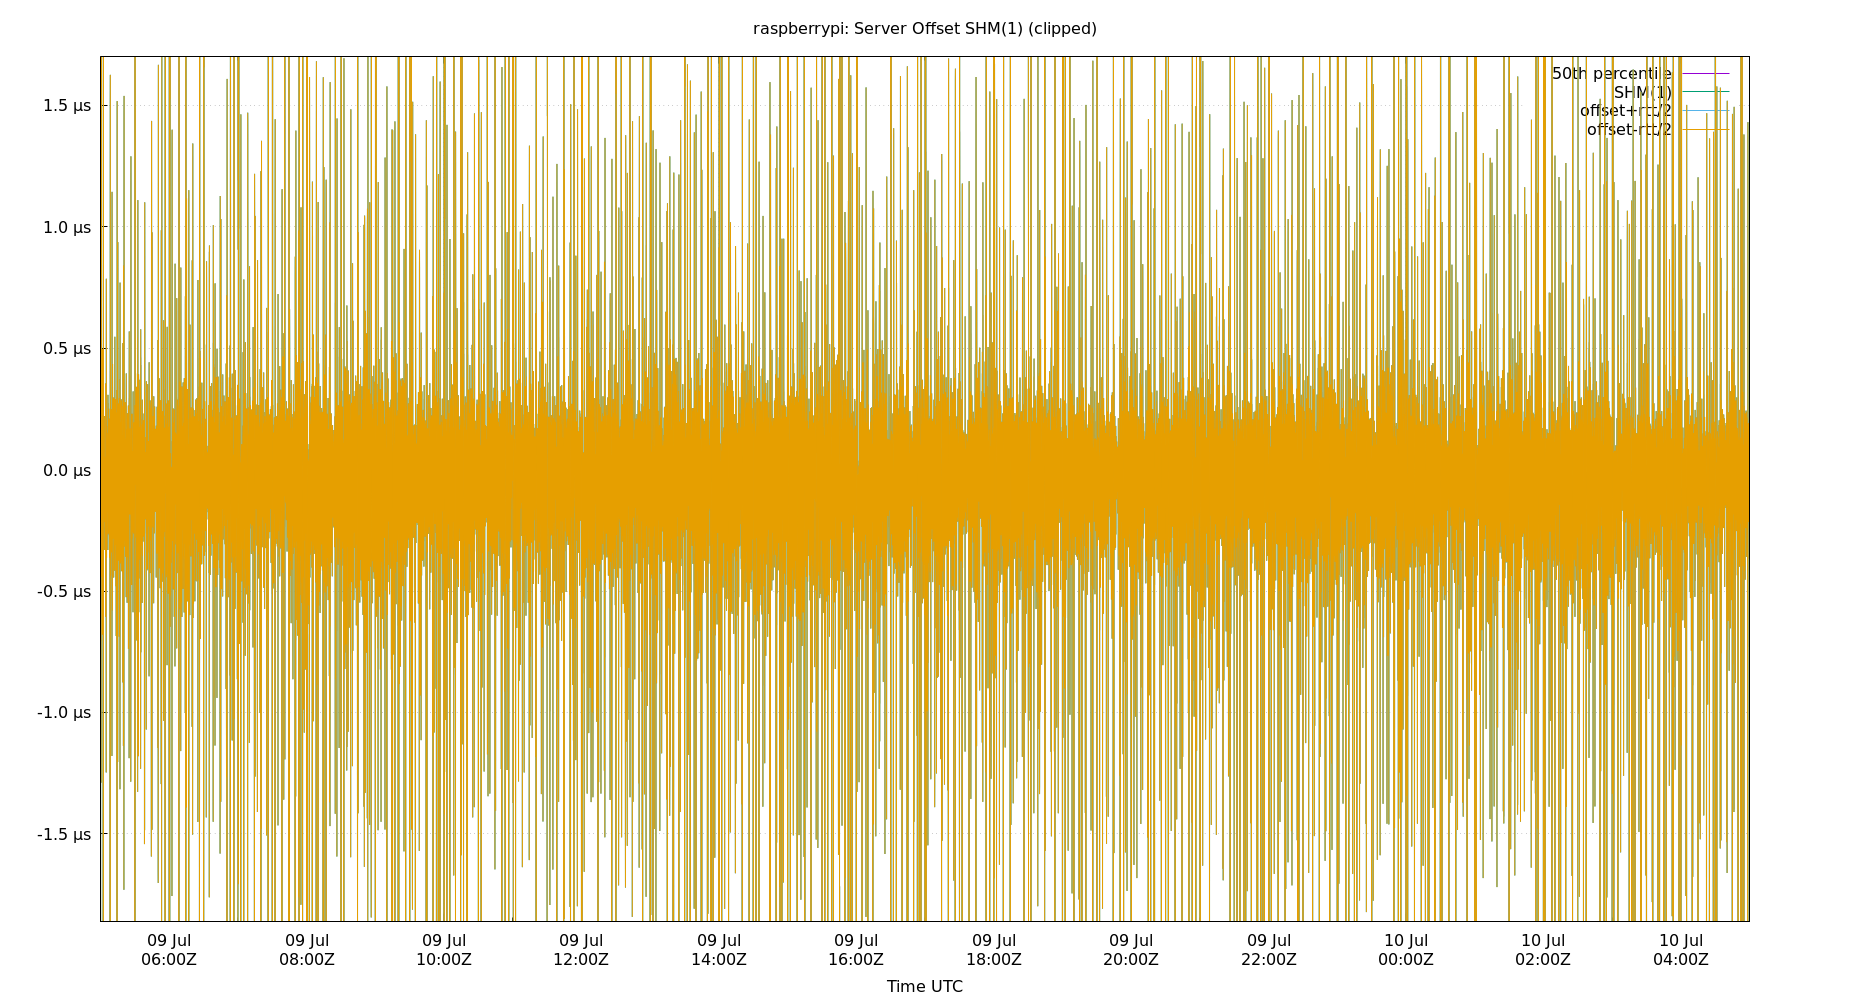 raspberrypi: Server Offset SHM(1) (clipped)
50th percentile
SHM(1)
offset+rtt/2
offset-rtt/2
1.5 µs
1.0 µs
0.5 µs
0.0 µs
-0.5 µs
-1.0 µs
-1.5 µs
09 Jul 09 Jul 09 Jul 09 Jul 09 Jul 09 Jul 09 Jul 09 Jul 09 Jul 10 Jul 10 Jul 10 Jul
06:00Z 08:00Z 10:00Z 12:00Z 14:00Z 16:00Z 18:00Z 20:00Z 22:00Z 00:00Z 02:00Z 04:00Z
Time UTC